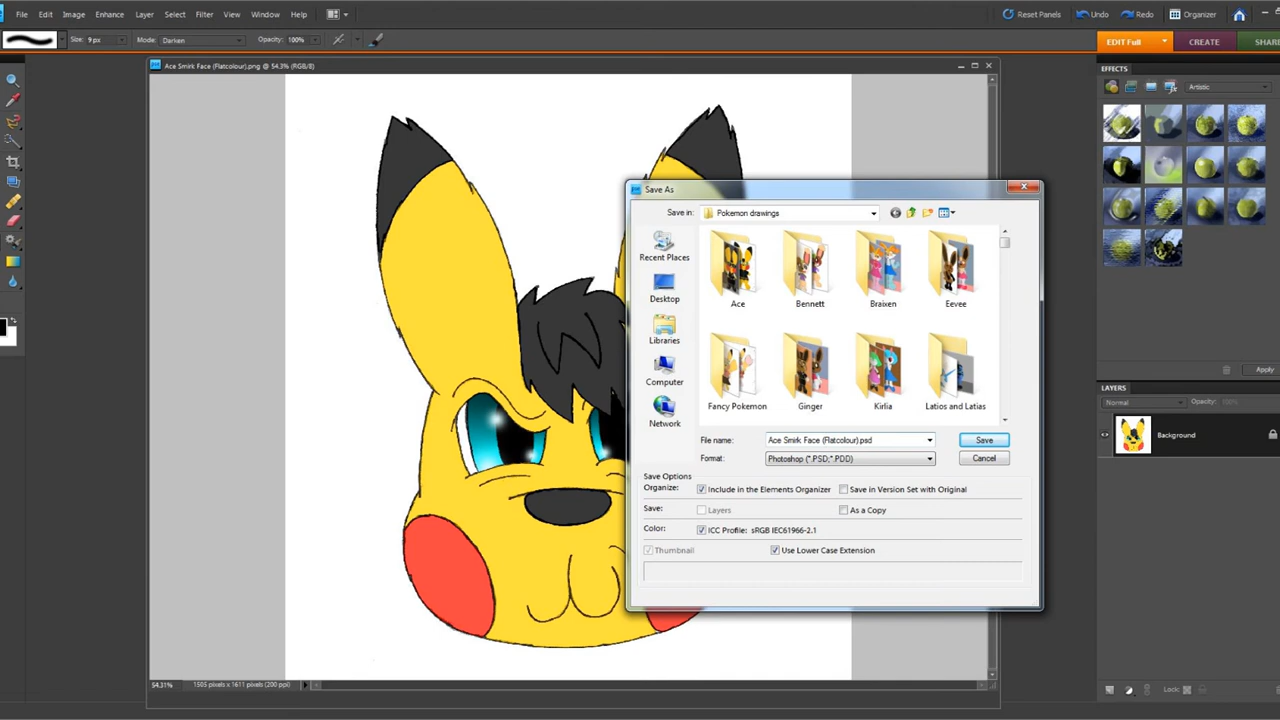 File Edit Image Enhance Layer Select Filter View Window Help Reset Panels Undo Redo Organizer
Size: 9 px Mode: Darken Opacity: 100%
EDIT Full CREATE SHARE
Ace Smirk Face (Flatcolour).png @ 54.3% (RGB/8)
EFFECTS
Artistic
Save As
Save in: Pokemon drawings
Recent Places
Desktop
Libraries
Computer
Network
Ace Bennett Braixen Eevee
Fancy Pokemon Ginger Kirlia Latios and Latias
File name: Ace Smirk Face (Flatcolour).psd Save
Format: Photoshop (*.PSD;*.PDD) Cancel
Save Options
Organize: Include in the Elements Organizer Save in Version Set with Original
Save: Layers As a Copy
Color: ICC Profile: sRGB IEC61966-2.1
Thumbnail Use Lower Case Extension
Apply
LAYERS
Normal Opacity: 100%
Background
Lock:
54.31% 1505 pixels x 1611 pixels (200 ppi)